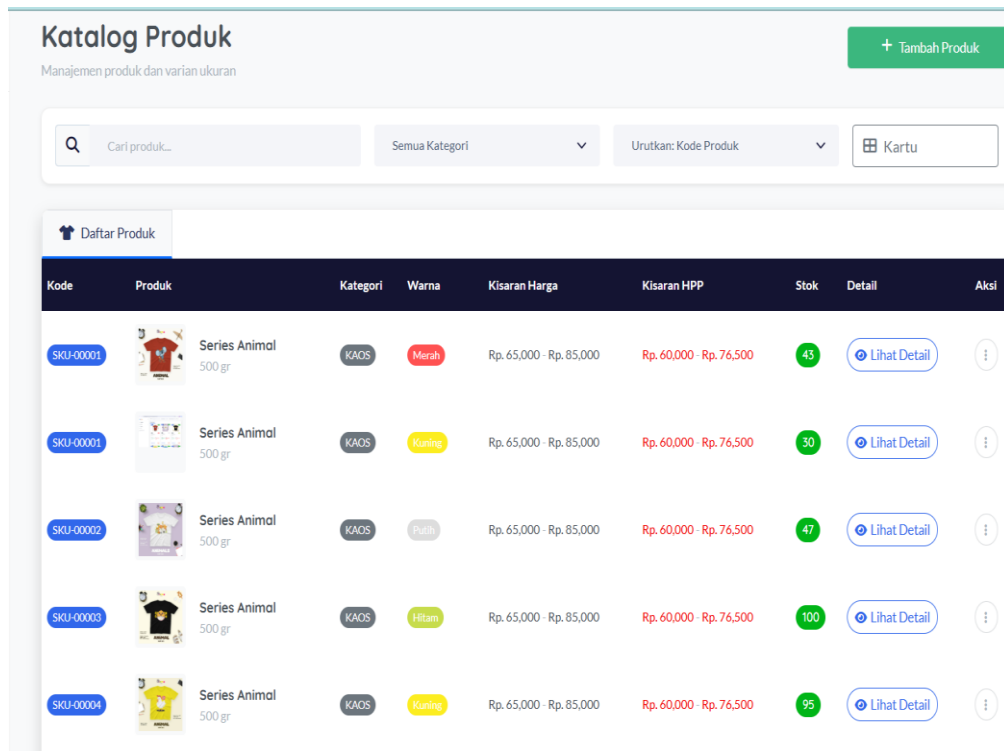 Katalog Produk
Manajemen produk dan varian ukuran
+ Tambah Produk
Cari produk...
Semua Kategori
Urutkan: Kode Produk
Kartu
Daftar Produk
Kode Produk Kategori Warna Kisaran Harga Kisaran HPP Stok Detail Aksi
SKU-00001 Series Animal 500 gr KAOS Merah Rp. 65,000 - Rp. 85,000 Rp. 60,000 - Rp. 76,500 43 Lihat Detail
SKU-00001 Series Animal 500 gr KAOS Kuning Rp. 65,000 - Rp. 85,000 Rp. 60,000 - Rp. 76,500 30 Lihat Detail
SKU-00002 Series Animal 500 gr KAOS Putih Rp. 65,000 - Rp. 85,000 Rp. 60,000 - Rp. 76,500 47 Lihat Detail
SKU-00003 Series Animal 500 gr KAOS Hitam Rp. 65,000 - Rp. 85,000 Rp. 60,000 - Rp. 76,500 100 Lihat Detail
SKU-00004 Series Animal 500 gr KAOS Kuning Rp. 65,000 - Rp. 85,000 Rp. 60,000 - Rp. 76,500 95 Lihat Detail